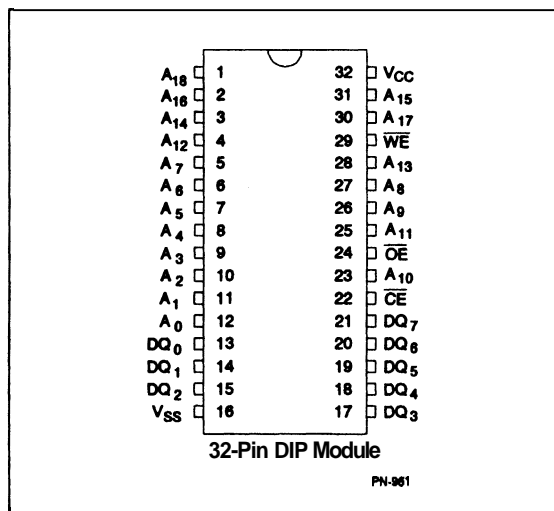 A18 1 32 VCC
A16 2 31 A15
A14 3 30 A17
A12 4 29 WE
A7 5 28 A13
A6 6 27 A8
A5 7 26 A9
A4 8 25 A11
A3 9 24 OE
A2 10 23 A10
A1 11 22 CE
A0 12 21 DQ7
DQ0 13 20 DQ6
DQ1 14 19 DQ5
DQ2 15 18 DQ4
VSS 16 17 DQ3
32-Pin DIP Module
PN-961